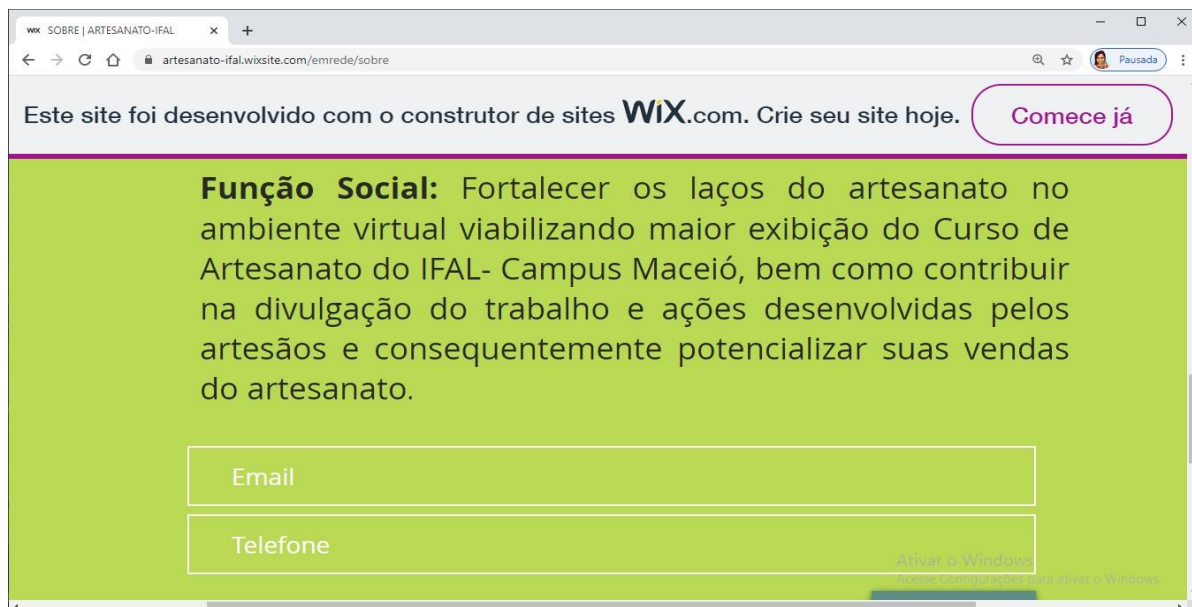 WiX SOBRE | ARTESANATO-IFAL
artesanato-ifal.wixsite.com/emrede/sobre
Pausada
Este site foi desenvolvido com o construtor de sites WiX.com. Crie seu site hoje.
Comece já
Função Social: Fortalecer os laços do artesanato no
ambiente virtual viabilizando maior exibição do Curso de
Artesanato do IFAL- Campus Maceió, bem como contribuir
na divulgação do trabalho e ações desenvolvidas pelos
artesãos e consequentemente potencializar suas vendas
do artesanato.
Email
Telefone
Ativar o Windows
Acesse Configurações para ativar o Windows.